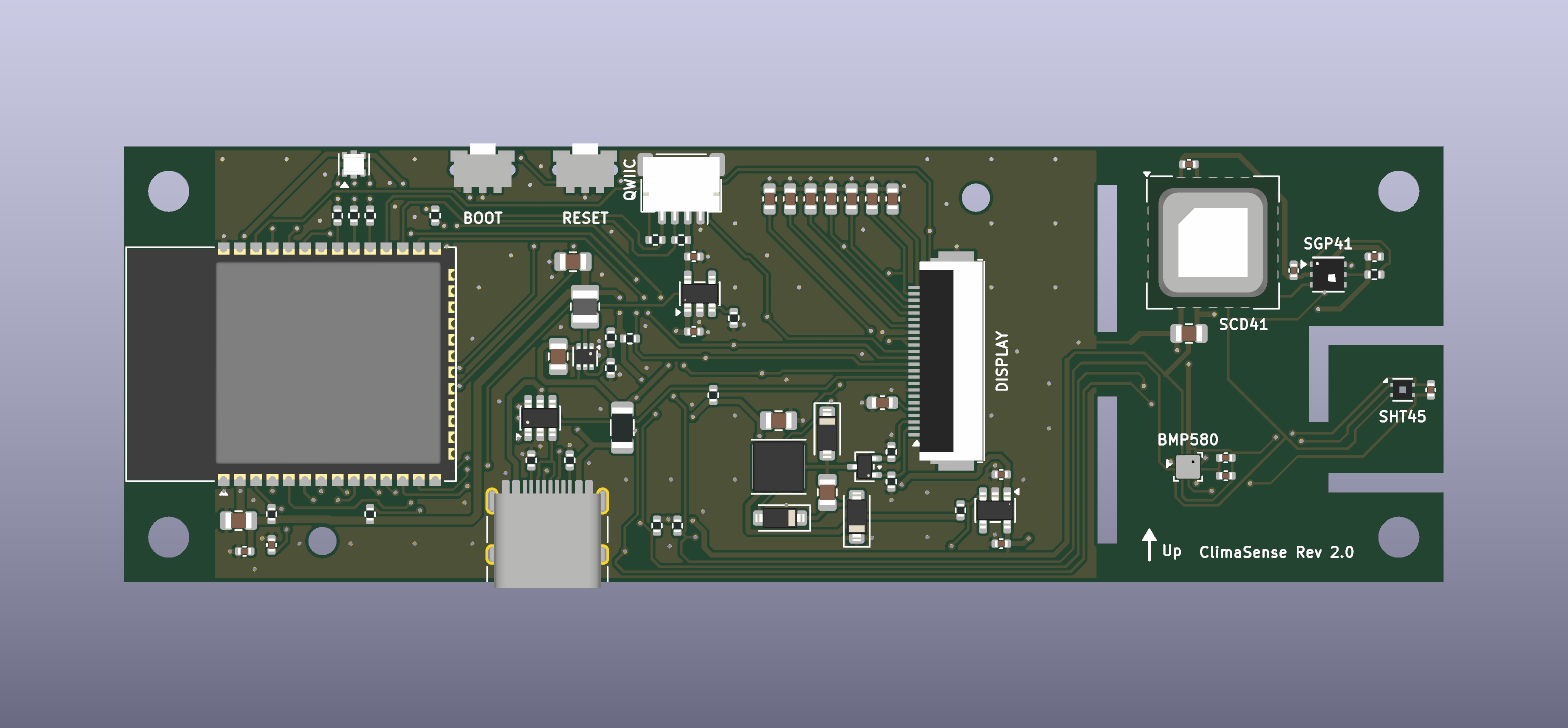 QWIIC
BOOT
RESET
SGP41
SCD41
DISPLAY
SHT45
BMP580
Up
ClimaSense Rev 2.0